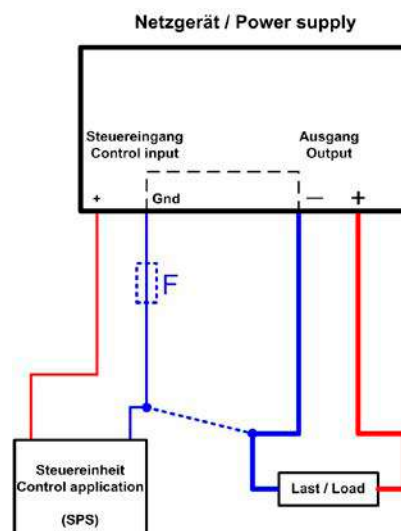 Netzgerät / Power supply
Steuereingang
Control input
Ausgang
Output
+
Gnd
—
+
F
Steuereinheit
Control application
(SPS)
Last / Load